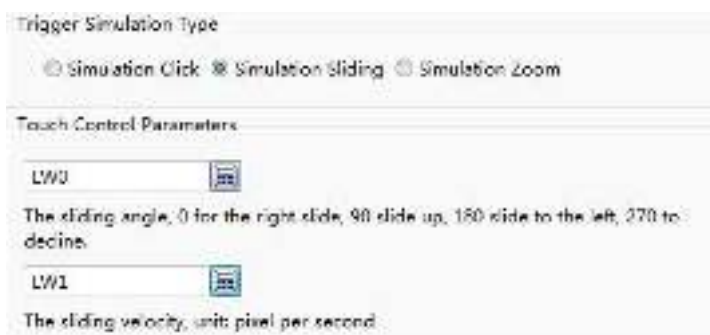 Trigger Simulation Type
Simulation Click Simulation Sliding Simulation Zoom
Touch Control Parameters
LW0
The sliding angle, 0 for the right slide, 90 slide up, 180 slide to the left, 270 to
decline.
LW1
The sliding velocity, unit: pixel per second